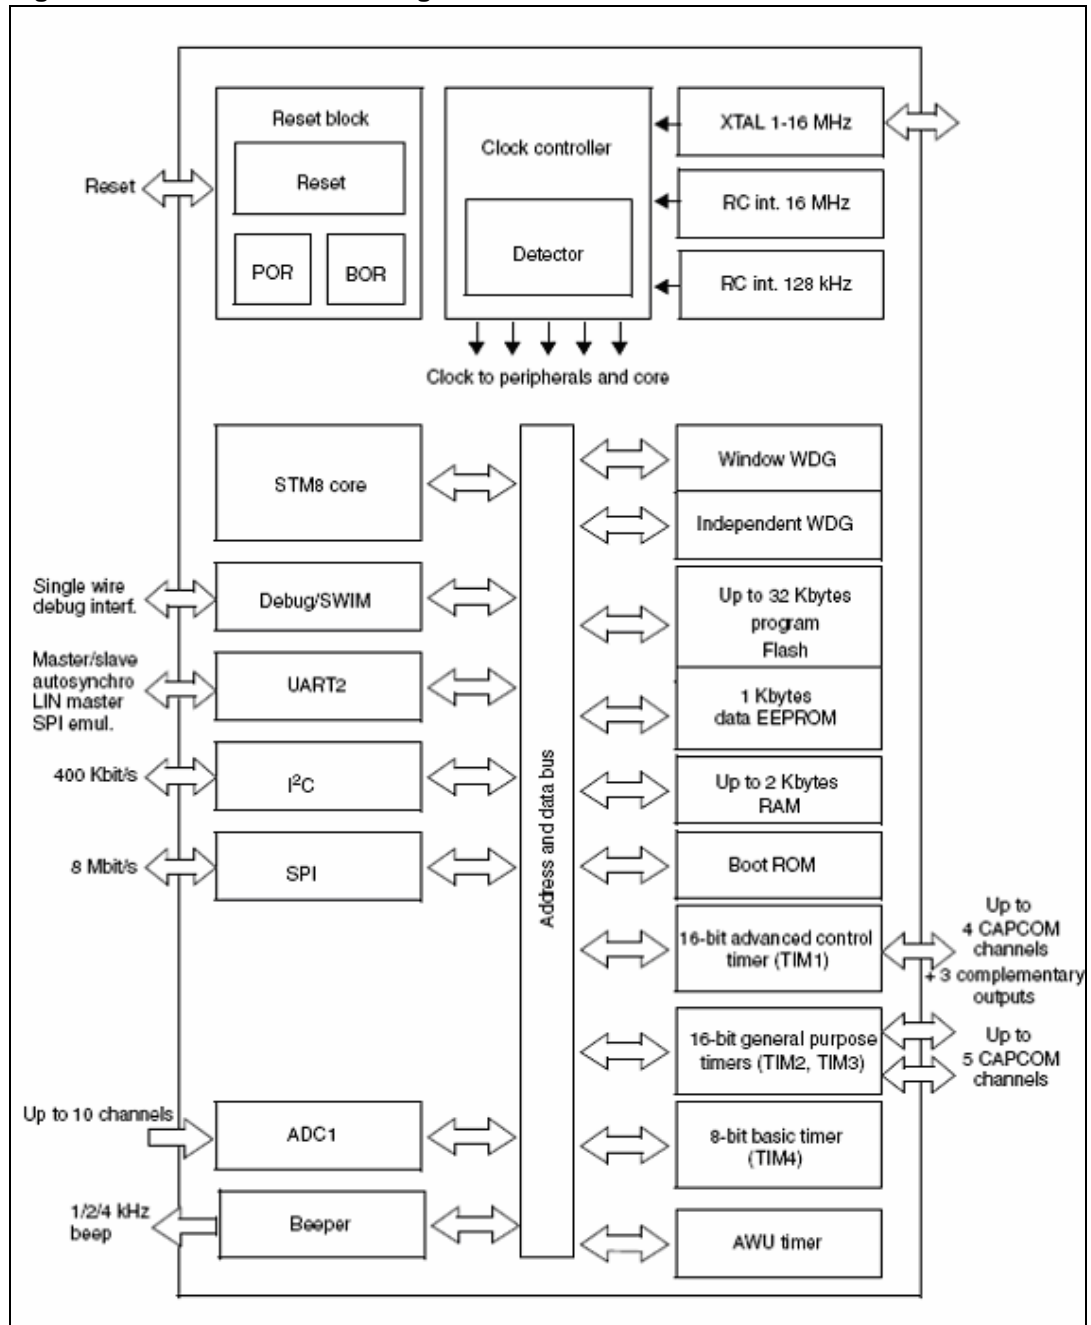 Reset block
Reset
POR
BOR
Reset
Clock controller
Detector
XTAL 1-16 MHz
RC int. 16 MHz
RC int. 128 kHz
Clock to peripherals and core
STM8 core
Single wire
debug interf.
Debug/SWIM
Master/slave
autosynchro
LIN master
SPI emul.
UART2
400 Kbit/s
I²C
8 Mbit/s
SPI
Up to 10 channels
ADC1
1/2/4 kHz
beep
Beeper
Address and data bus
Window WDG
Independent WDG
Up to 32 Kbytes
program
Flash
1 Kbytes
data EEPROM
Up to 2 Kbytes
RAM
Boot ROM
16-bit advanced control
timer (TIM1)
Up to
4 CAPCOM
channels
+ 3 complementary
outputs
16-bit general purpose
timers (TIM2, TIM3)
Up to
5 CAPCOM
channels
8-bit basic timer
(TIM4)
AWU timer